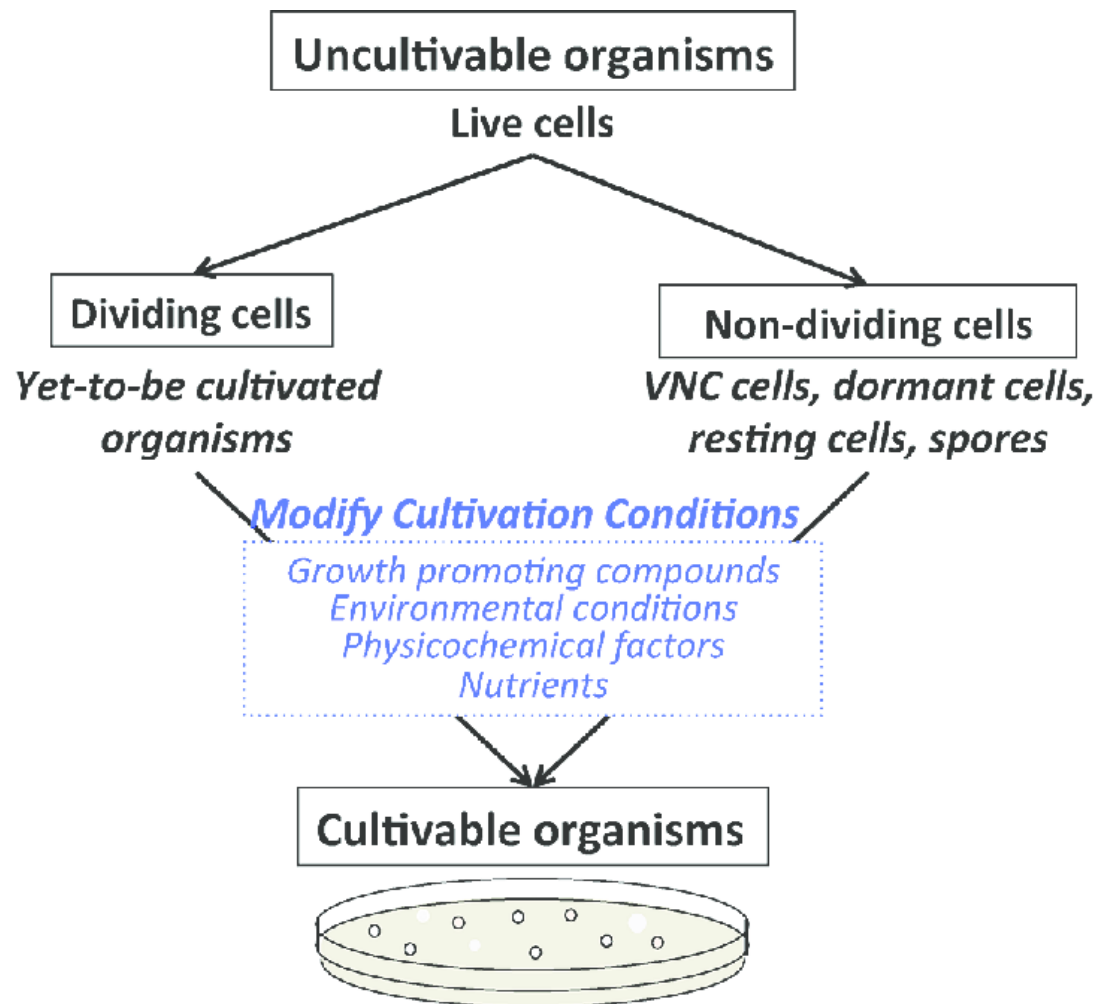 Uncultivable organisms
Live cells
Dividing cells
Yet-to-be cultivated
organisms
Non-dividing cells
VNC cells, dormant cells,
resting cells, spores
Modify Cultivation Conditions
Growth promoting compounds
Environmental conditions
Physicochemical factors
Nutrients
Cultivable organisms